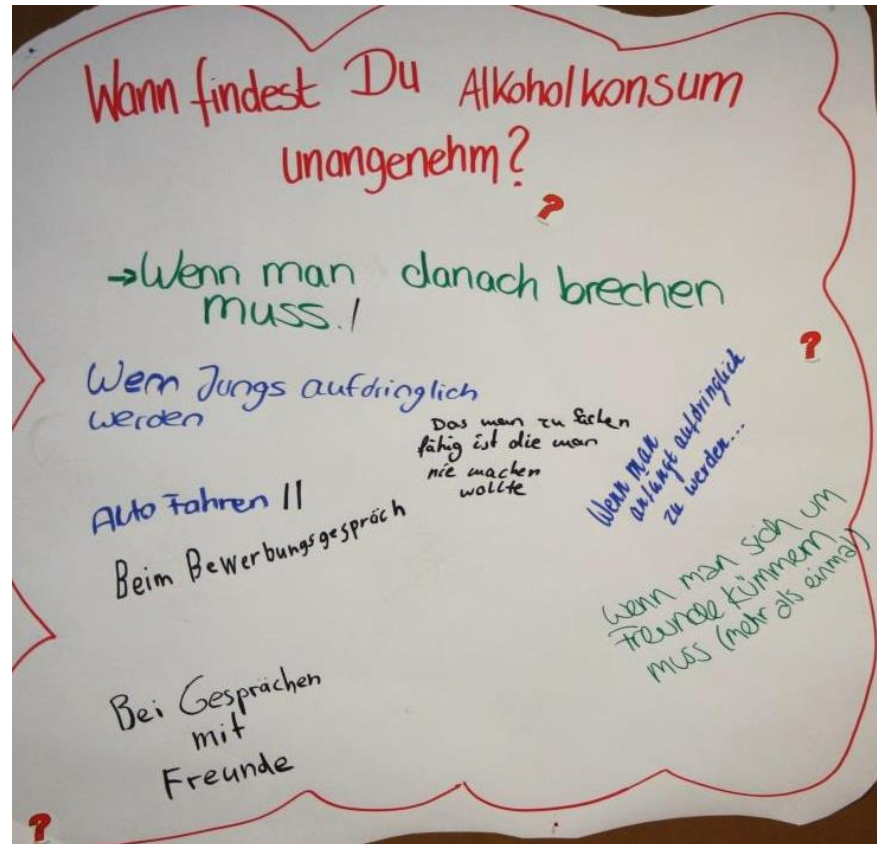 Wann findest Du Alkoholkonsum
unangenehm?
?
→Wenn man danach brechen
muss. /
?
Wenn Jungs aufdringlich
werden
Das man zu Sachen
fähig ist die man
nie machen
wollte
Wenn man
anfängt aufdringlich
zu werden...
Auto Fahren ||
Beim Bewerbungsgespräch
Wenn man sich um
Freunde kümmern
muss (mehr als einmal)
Bei Gesprächen
mit
Freunde
?